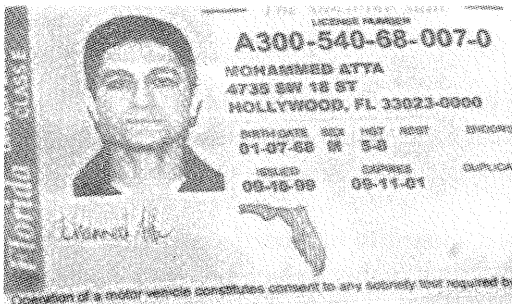 LICENSE NUMBER
A300-540-68-007-0
MOHAMMED ATTA
4735 SW 18 ST
HOLLYWOOD, FL 33023-0000
BIRTH DATE SEX HGT REST
01-07-68 M 5-8
ISSUED EXPIRES
09-16-99 09-11-01
Florida
CLASS E
Operation of a motor vehicle constitutes consent to any sobriety test required by